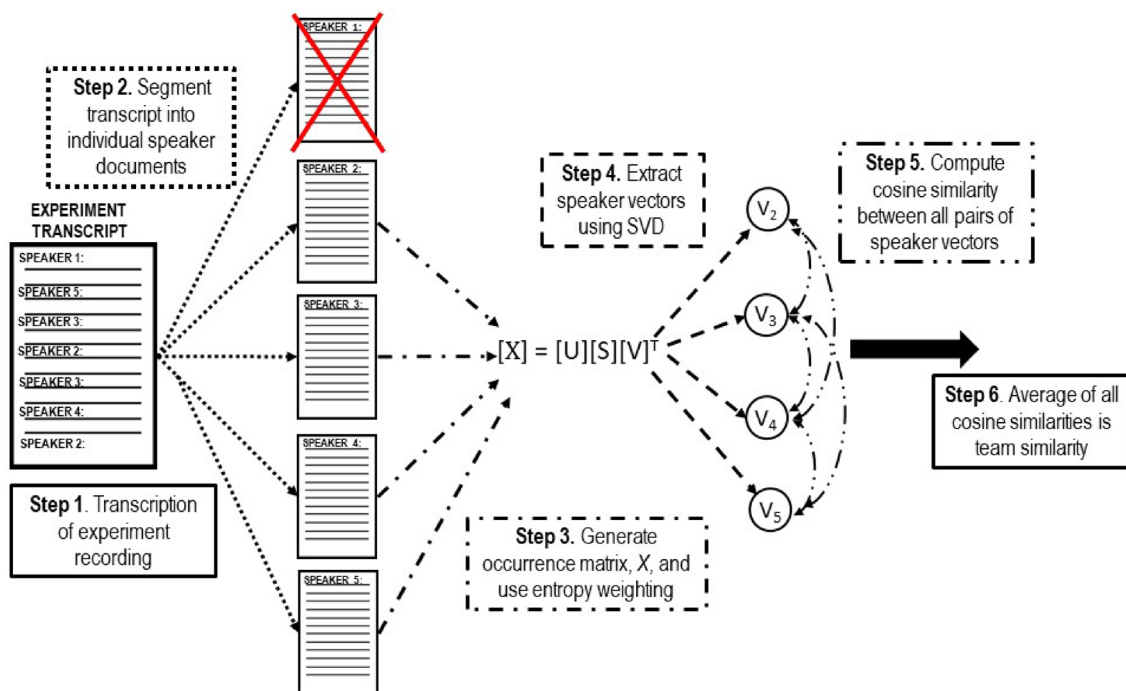 Step 2. Segment
transcript into
individual speaker
documents
EXPERIMENT
TRANSCRIPT
SPEAKER 1:
SPEAKER 5:
SPEAKER 3:
SPEAKER 2:
SPEAKER 3:
SPEAKER 4:
SPEAKER 2:
Step 1. Transcription
of experiment
recording
SPEAKER 1:
SPEAKER 2:
SPEAKER 3:
SPEAKER 4:
SPEAKER 5:
[X] = [U][S][V]ᵀ
Step 3. Generate
occurrence matrix, X, and
use entropy weighting
Step 4. Extract
speaker vectors
using SVD
V₂
V₃
V₄
V₅
Step 5. Compute
cosine similarity
between all pairs of
speaker vectors
Step 6. Average of all
cosine similarities is
team similarity